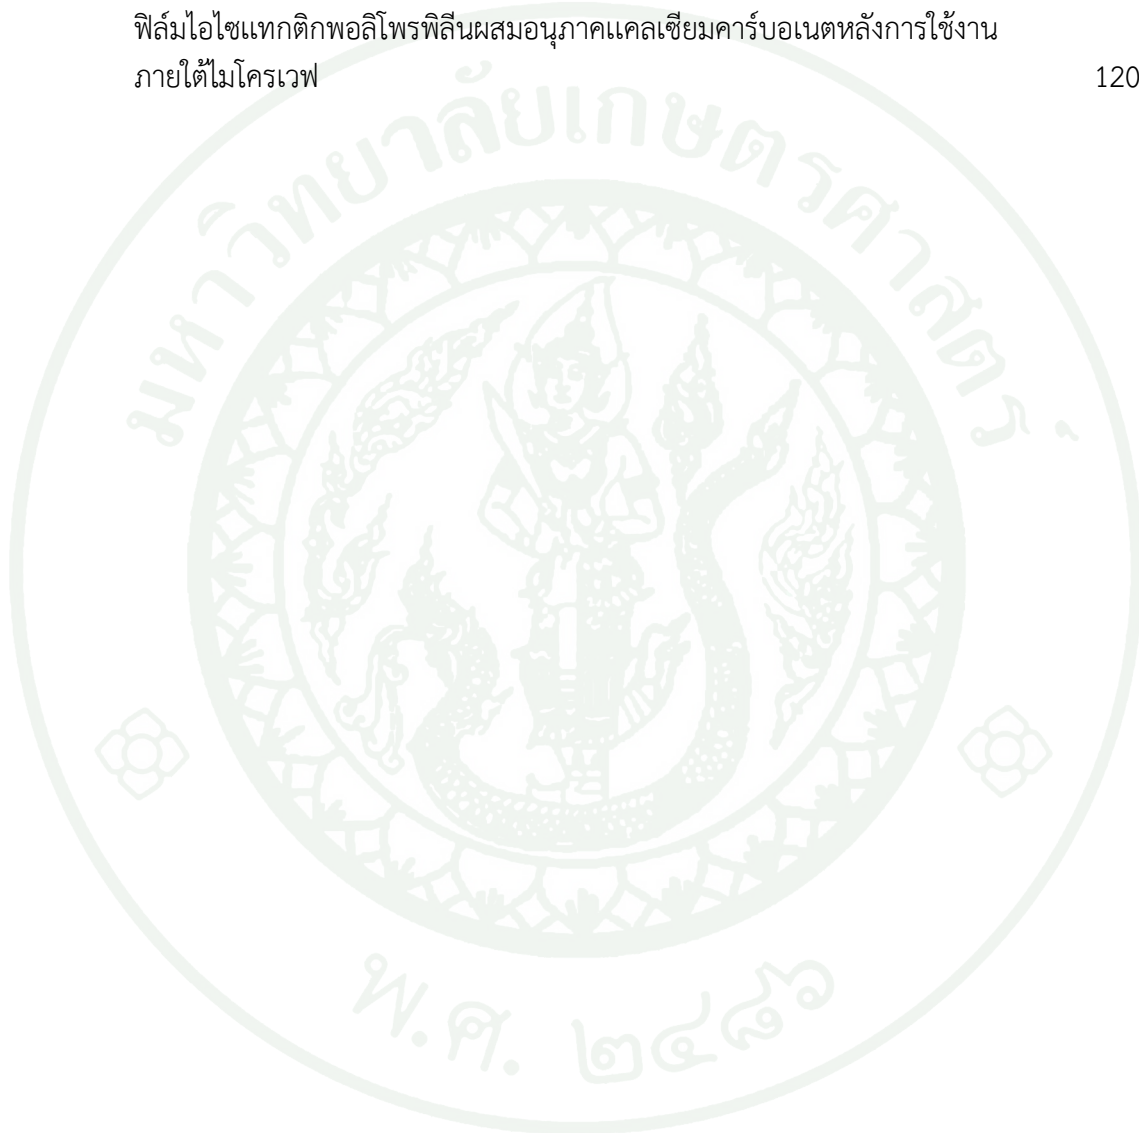 ฟิล์มไอโซแทกติกพอลิโพรพิลีนผสมอนุภาคแคลเซียมคาร์บอเนตหลังการใช้งาน
ภายใต้ไมโครเวฟ 120
มหาวิทยาลัยเกษตรศาสตร์
พ.ศ. ๒๔๘๖